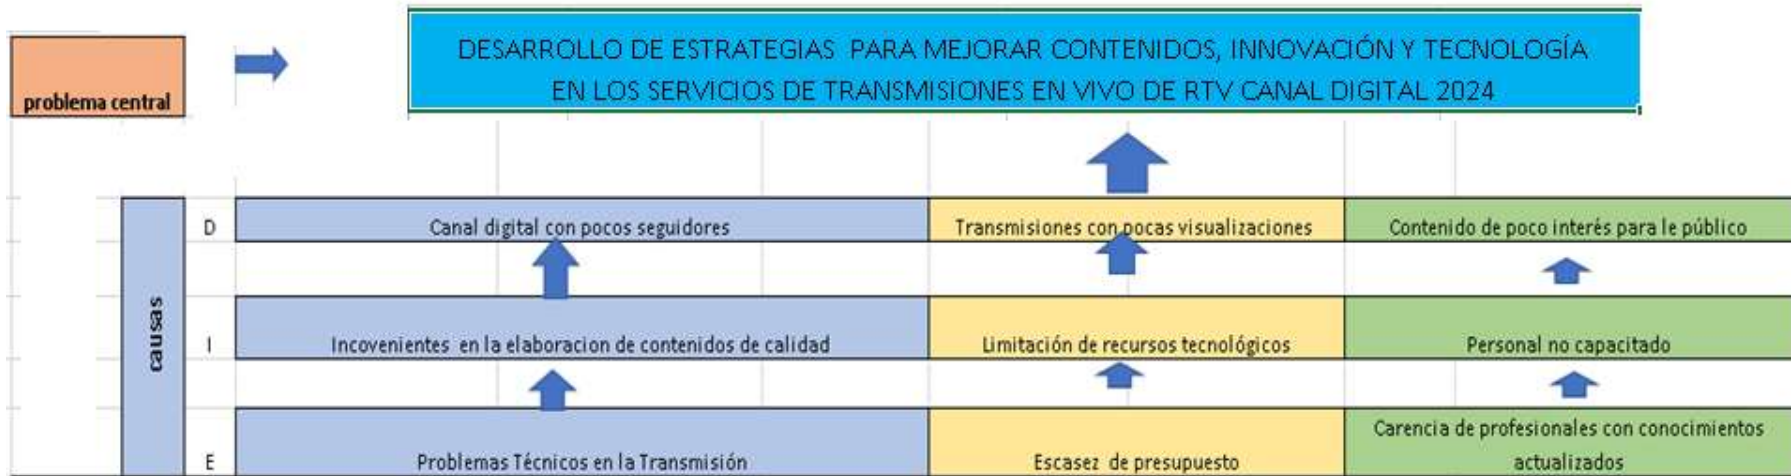 DESARROLLO DE ESTRATEGIAS PARA MEJORAR CONTENIDOS, INNOVACIÓN Y TECNOLOGÍA
EN LOS SERVICIOS DE TRANSMISIONES EN VIVO DE RTV CANAL DIGITAL 2024
problema central
causas
D
Canal digital con pocos seguidores
Transmisiones con pocas visualizaciones
Contenido de poco interés para le público
I
Incovenientes en la elaboracion de contenidos de calidad
Limitación de recursos tecnológicos
Personal no capacitado
E
Problemas Técnicos en la Transmisión
Escasez de presupuesto
Carencia de profesionales con conocimientos
actualizados